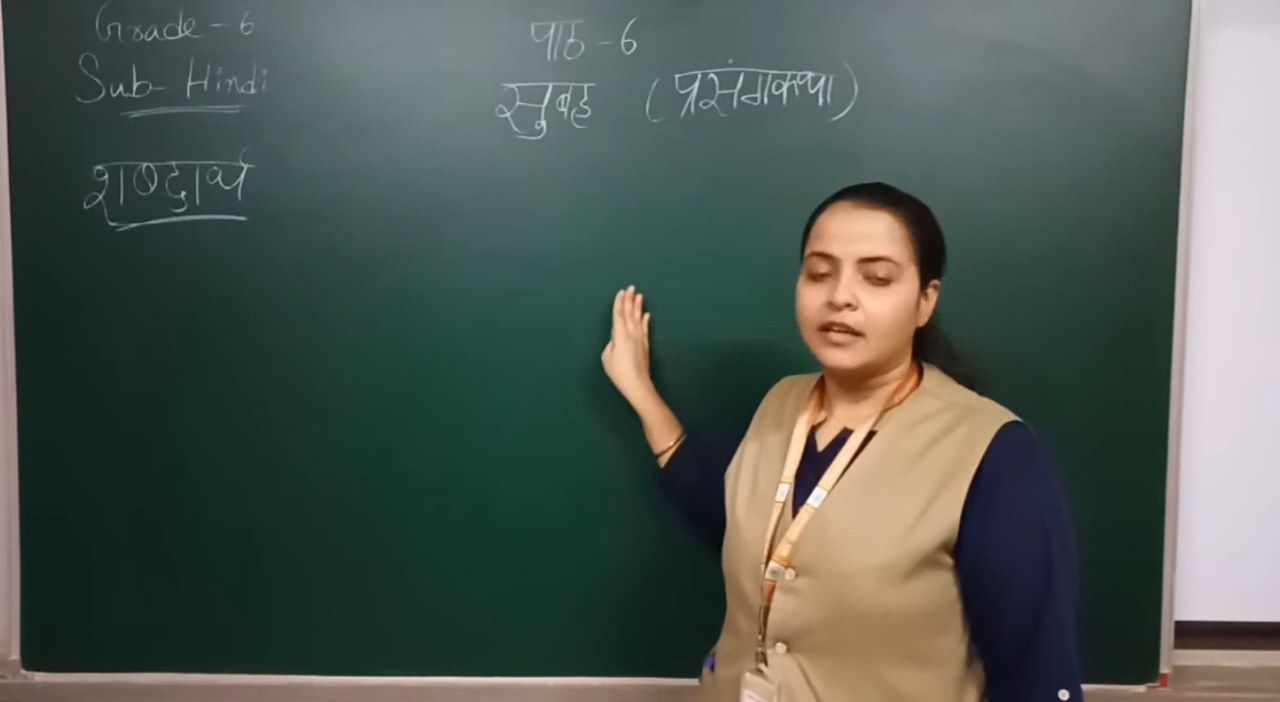 Grade - 6
Sub- Hindi
पाठ - 6
सुबह (प्रसंगकथा)
शब्दार्थ